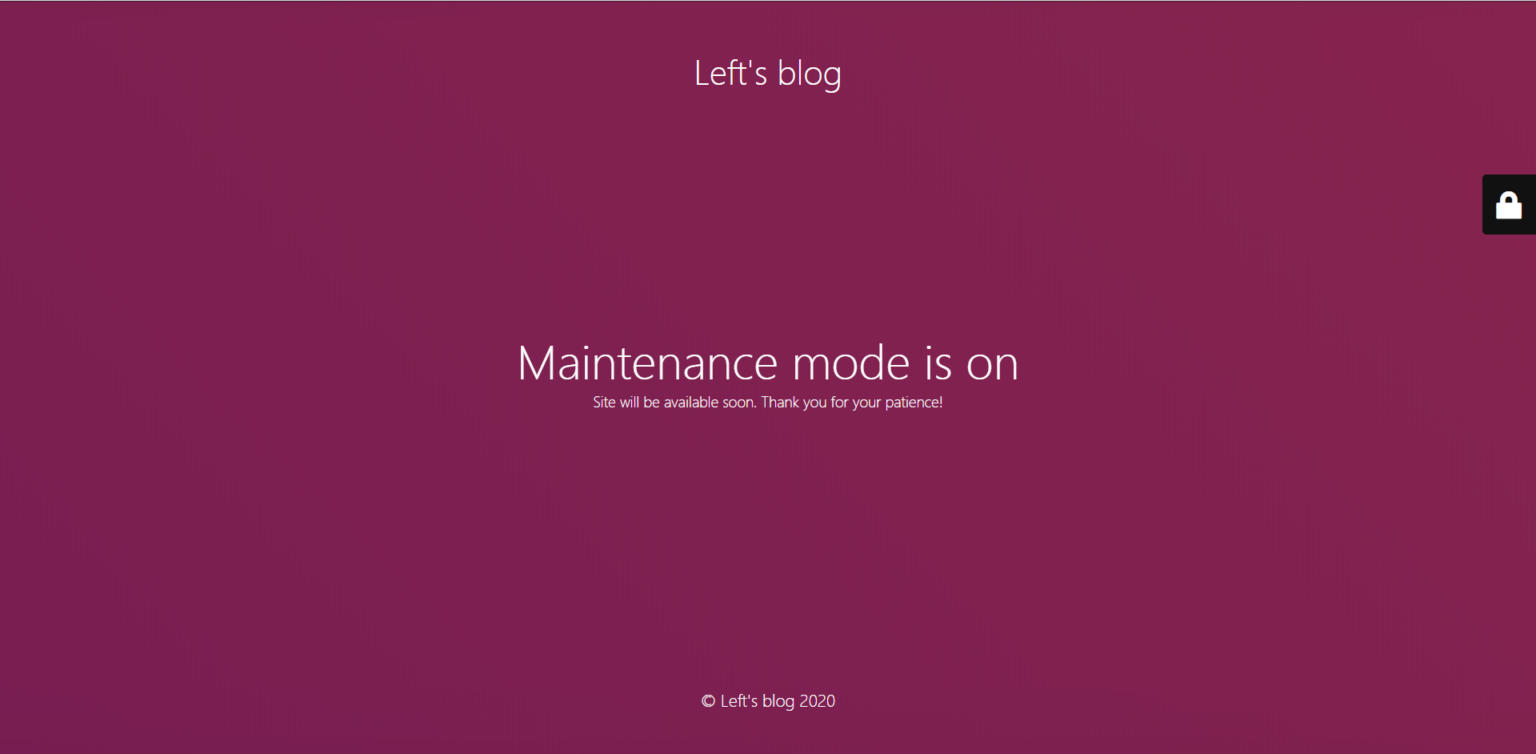 Left's blog
Maintenance mode is on
Site will be available soon. Thank you for your patience!
© Left's blog 2020